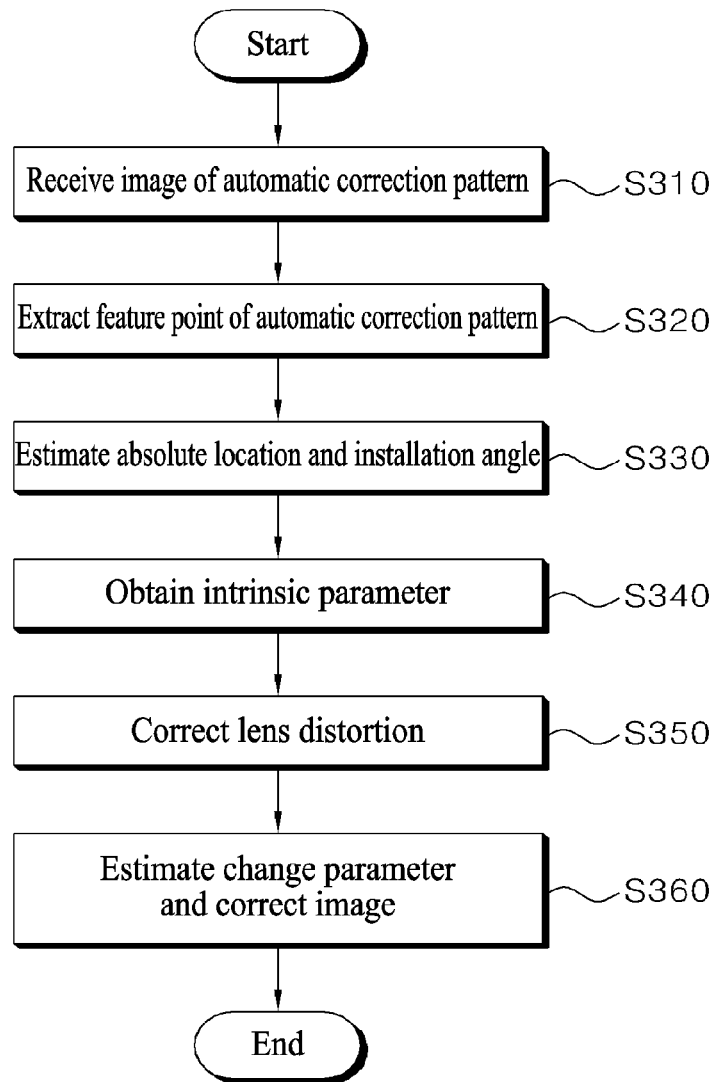 Start
Receive image of automatic correction pattern
S310
Extract feature point of automatic correction pattern
S320
Estimate absolute location and installation angle
S330
Obtain intrinsic parameter
S340
Correct lens distortion
S350
Estimate change parameter
and correct image
S360
End